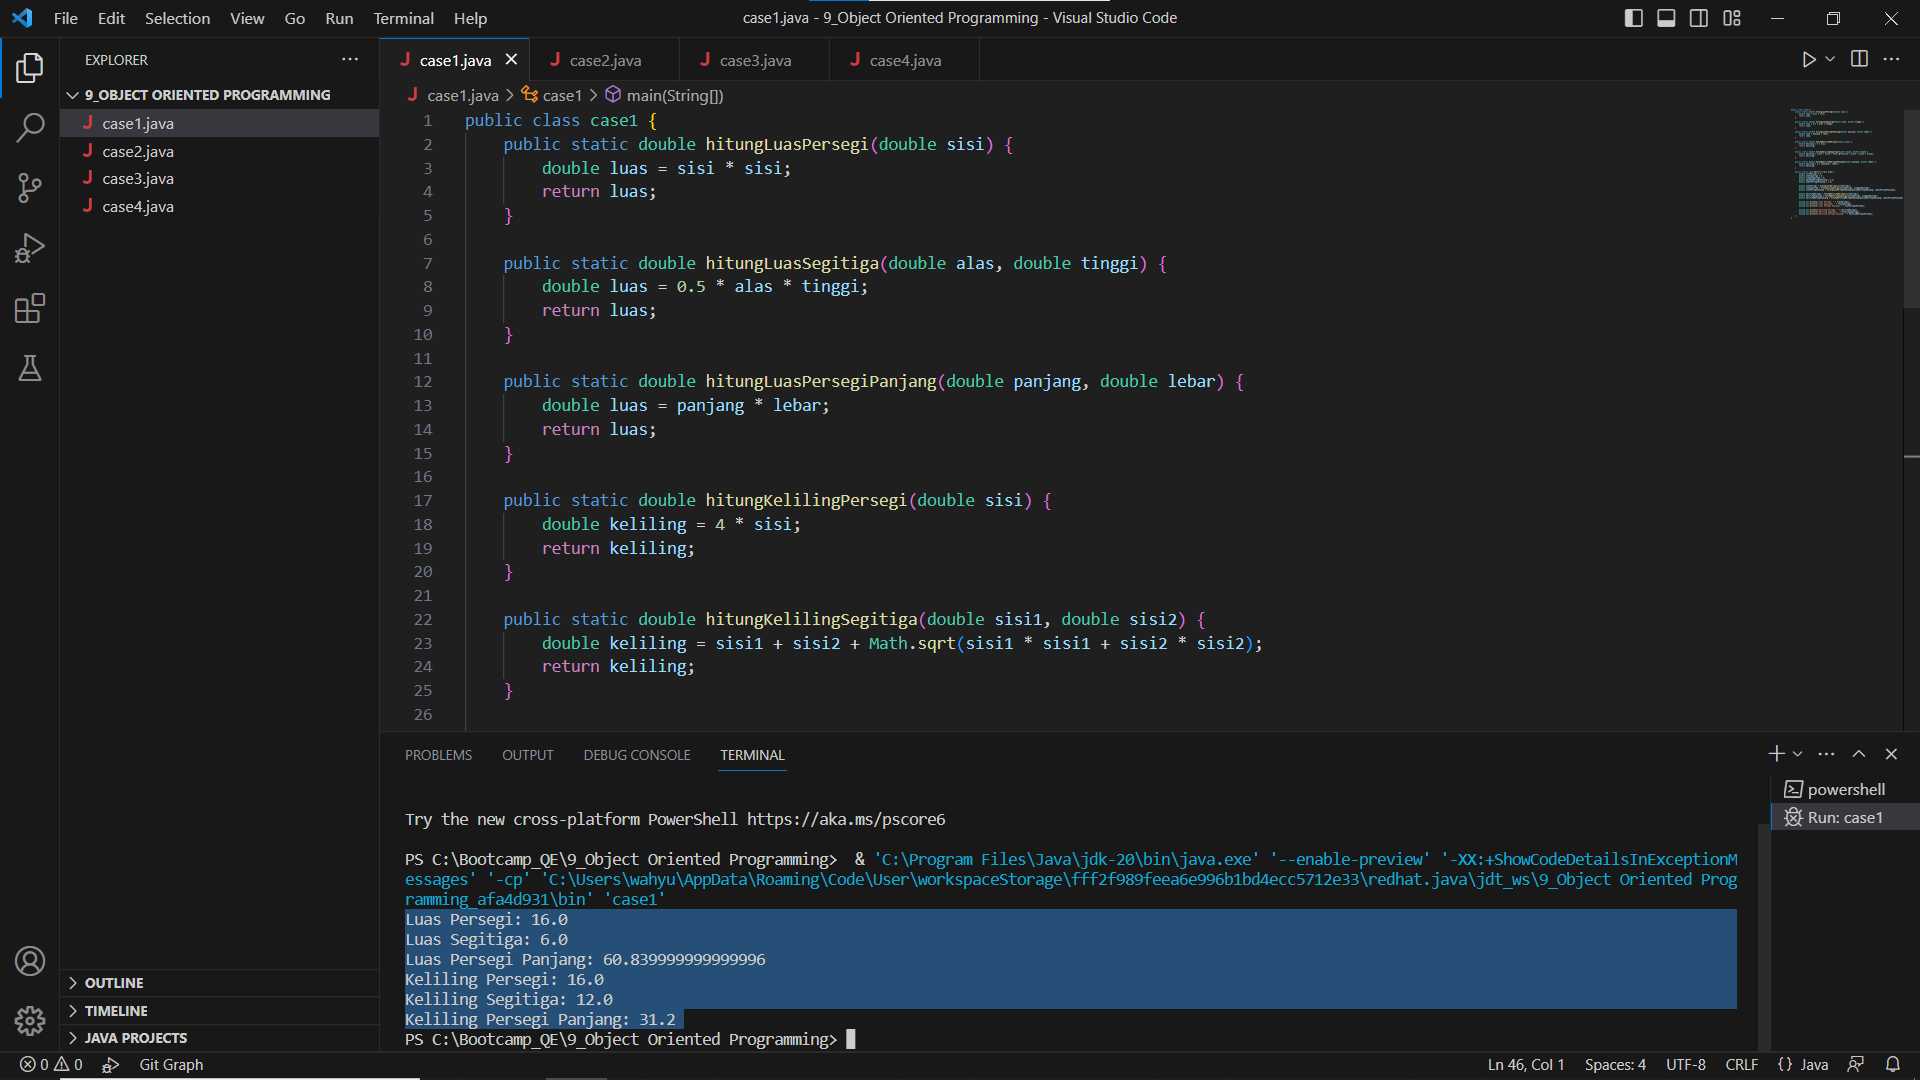 File Edit Selection View Go Run Terminal Help
case1.java - 9_Object Oriented Programming - Visual Studio Code
EXPLORER
9_OBJECT ORIENTED PROGRAMMING
J case1.java
J case2.java
J case3.java
J case4.java
OUTLINE
TIMELINE
JAVA PROJECTS
J case1.java J case2.java J case3.java J case4.java
J case1.java > case1 > main(String[])
1 public class case1 {
2 public static double hitungLuasPersegi(double sisi) {
3 double luas = sisi * sisi;
4 return luas;
5 }
6
7 public static double hitungLuasSegitiga(double alas, double tinggi) {
8 double luas = 0.5 * alas * tinggi;
9 return luas;
10 }
11
12 public static double hitungLuasPersegiPanjang(double panjang, double lebar) {
13 double luas = panjang * lebar;
14 return luas;
15 }
16
17 public static double hitungKelilingPersegi(double sisi) {
18 double keliling = 4 * sisi;
19 return keliling;
20 }
21
22 public static double hitungKelilingSegitiga(double sisi1, double sisi2) {
23 double keliling = sisi1 + sisi2 + Math.sqrt(sisi1 * sisi1 + sisi2 * sisi2);
24 return keliling;
25 }
26
PROBLEMS OUTPUT DEBUG CONSOLE TERMINAL
Try the new cross-platform PowerShell https://aka.ms/pscore6
PS C:\Bootcamp_QE\9_Object Oriented Programming> & 'C:\Program Files\Java\jdk-20\bin\java.exe' '--enable-preview' '-XX:+ShowCodeDetailsInExceptionM
essages' '-cp' 'C:\Users\wahyu\AppData\Roaming\Code\User\workspaceStorage\fff2f989feea6e996b1bd4ecc5712e33\redhat.java\jdt_ws\9_Object Oriented Prog
ramming_afa4d931\bin' 'case1'
Luas Persegi: 16.0
Luas Segitiga: 6.0
Luas Persegi Panjang: 60.839999999999996
Keliling Persegi: 16.0
Keliling Segitiga: 12.0
Keliling Persegi Panjang: 31.2
PS C:\Bootcamp_QE\9_Object Oriented Programming>
powershell
Run: case1
0 0 Git Graph
Ln 46, Col 1 Spaces: 4 UTF-8 CRLF {} Java